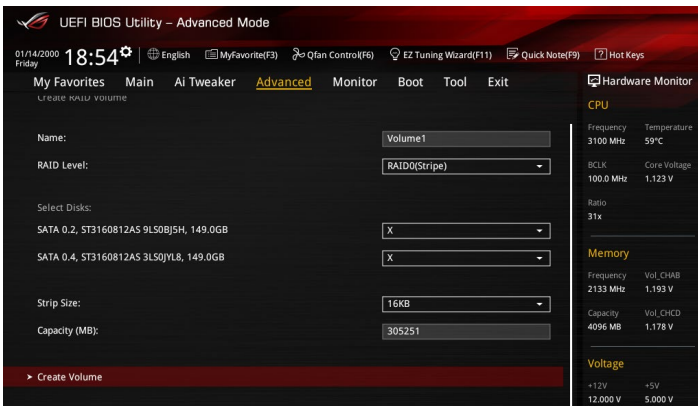 UEFI BIOS Utility – Advanced Mode
01/14/2000 Friday 18:54 English MyFavorite(F3) Qfan Control(F6) EZ Tuning Wizard(F11) Quick Note(F9) ? Hot Keys
My Favorites Main Ai Tweaker Advanced Monitor Boot Tool Exit
Hardware Monitor
Create RAID Volume
Name: Volume1
RAID Level: RAID0(Stripe)
Select Disks:
SATA 0.2, ST3160812AS 9LS0BJ5H, 149.0GB X
SATA 0.4, ST3160812AS 3LS0JYL8, 149.0GB X
Strip Size: 16KB
Capacity (MB): 305251
> Create Volume
CPU
Frequency Temperature
3100 MHz 59°C
BCLK Core Voltage
100.0 MHz 1.123 V
Ratio
31x
Memory
Frequency Vol_CHAB
2133 MHz 1.193 V
Capacity Vol_CHCD
4096 MB 1.178 V
Voltage
+12V +5V
12.000 V 5.000 V